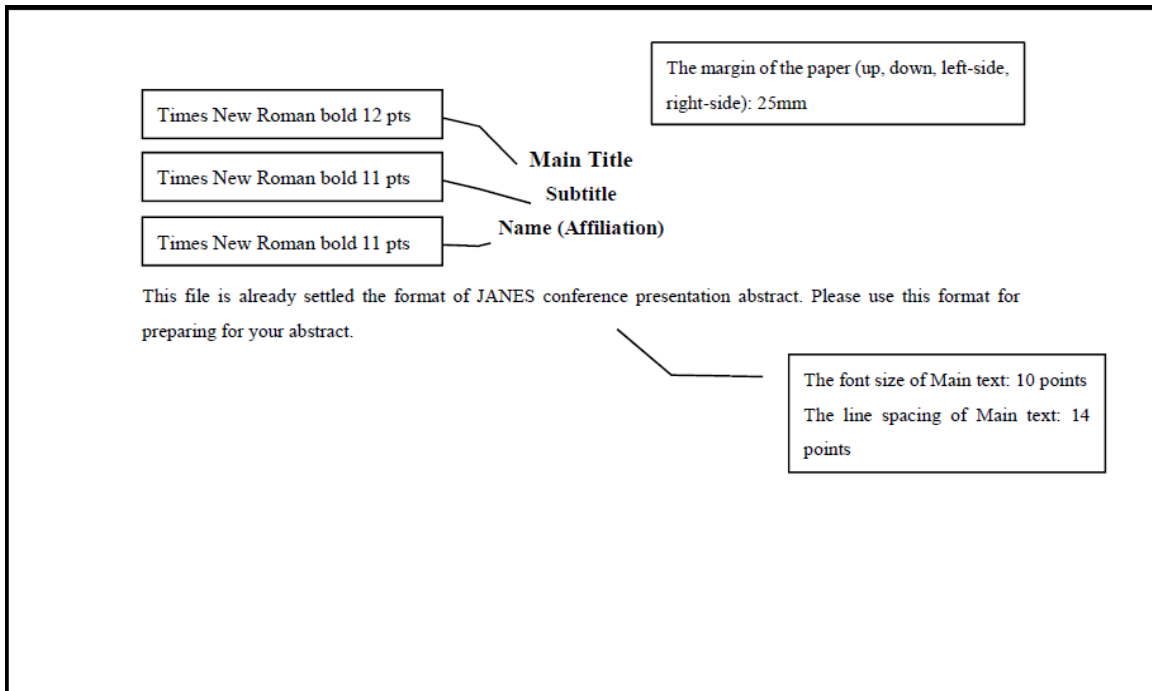 The margin of the paper (up, down, left-side,
right-side): 25mm
Times New Roman bold 12 pts
Main Title
Times New Roman bold 11 pts
Subtitle
Name (Affiliation)
Times New Roman bold 11 pts
This file is already settled the format of JANES conference presentation abstract. Please use this format for
preparing for your abstract.
The font size of Main text: 10 points
The line spacing of Main text: 14
points